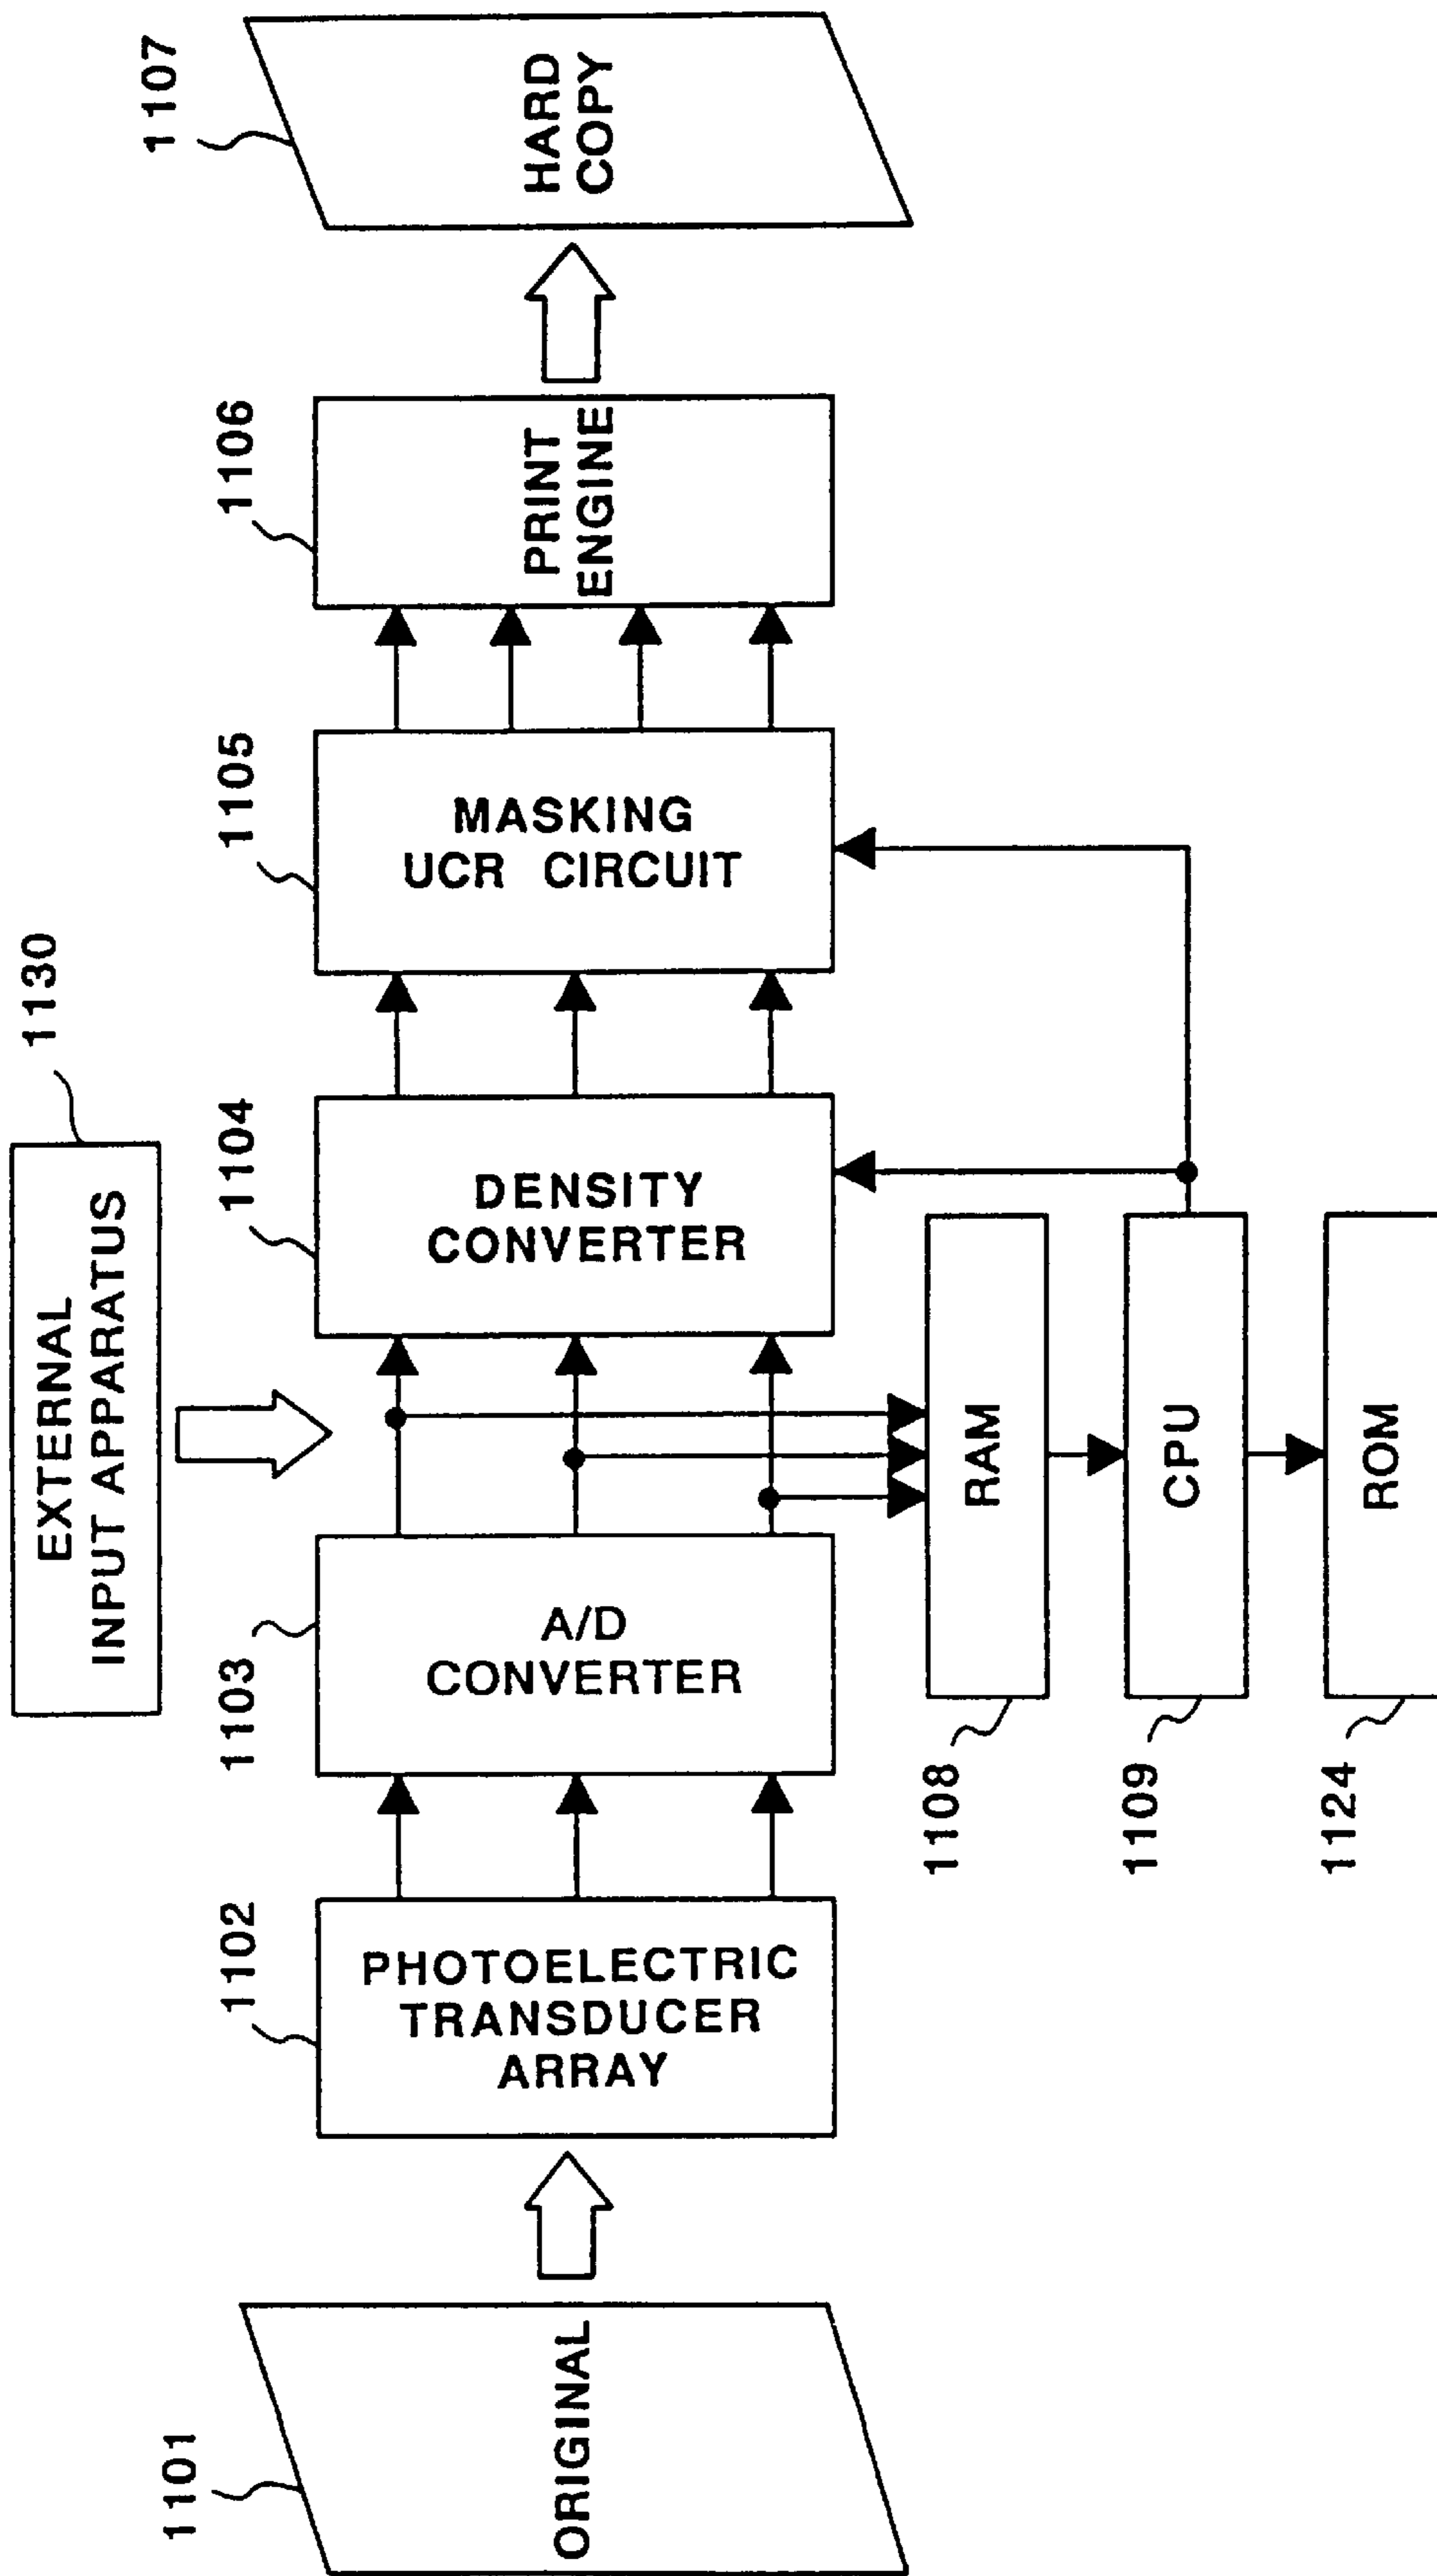 EXTERNAL
INPUT APPARATUS
1130
1101
ORIGINAL
1102
PHOTOELECTRIC
TRANSDUCER
ARRAY
1103
A/D
CONVERTER
1104
DENSITY
CONVERTER
1105
MASKING
UCR CIRCUIT
1106
PRINT
ENGINE
1107
HARD
COPY
1108
RAM
1109
CPU
1124
ROM